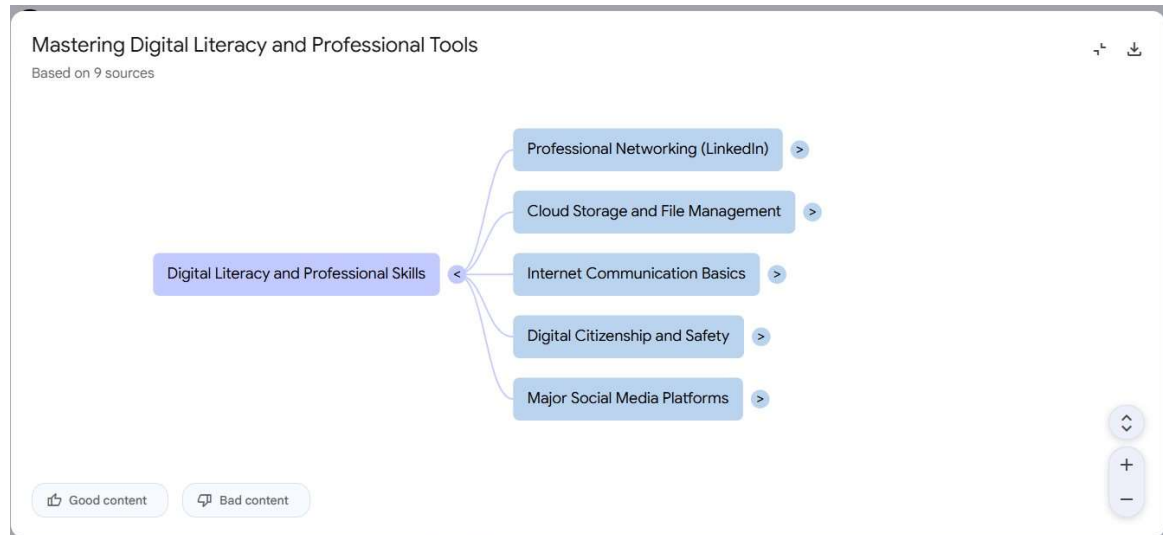 Mastering Digital Literacy and Professional Tools
Based on 9 sources
Professional Networking (LinkedIn) >
Cloud Storage and File Management >
Digital Literacy and Professional Skills <
Internet Communication Basics >
Digital Citizenship and Safety >
Major Social Media Platforms >
+
−
Good content
Bad content